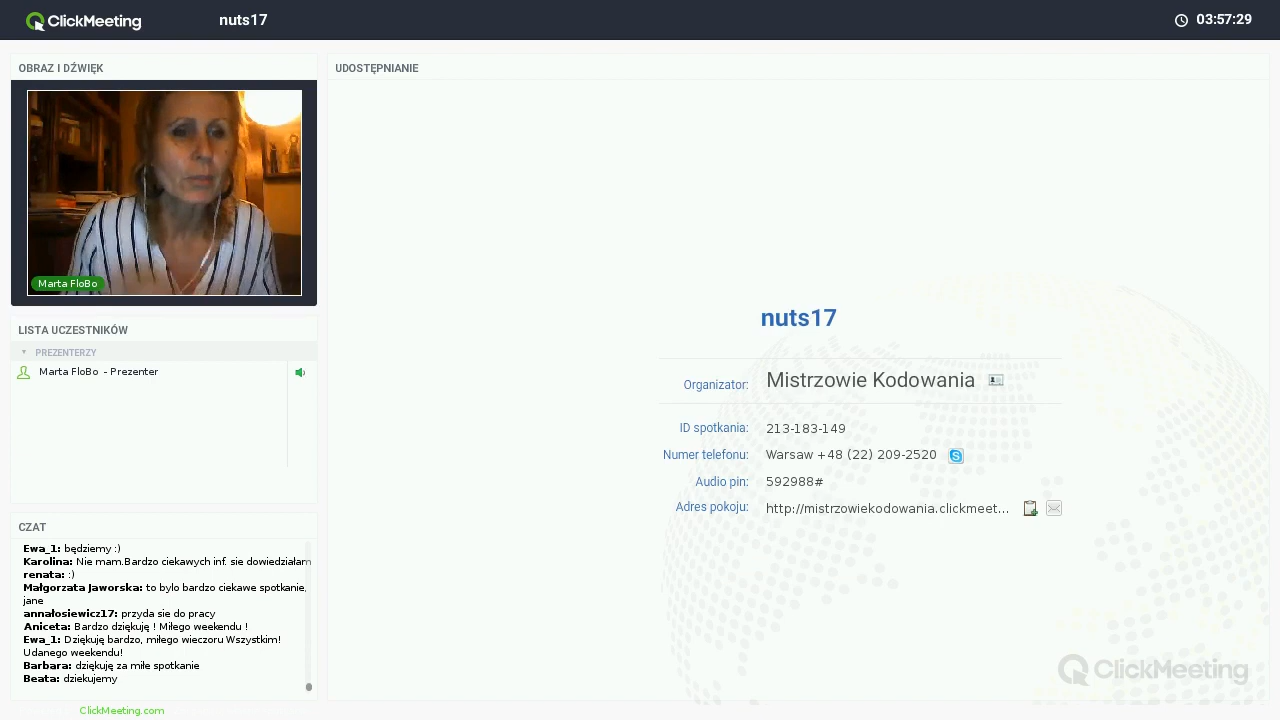 ClickMeeting
nuts17
03:57:29
OBRAZ I DŹWIĘK
Marta FloBo
LISTA UCZESTNIKÓW
PREZENTERZY
Marta FloBo - Prezenter
CZAT
Ewa_1: będziemy :)
Karolina: Nie mam.Bardzo ciekawych inf. sie dowiedziałam
renata: :)
Małgorzata Jaworska: to bylo bardzo ciekawe spotkanie,
jane
annałosiewicz17: przyda sie do pracy
Aniceta: Bardzo dziękuję ! Miłego weekendu !
Ewa_1: Dziękuję bardzo, miłego wieczoru Wszystkim!
Udanego weekendu!
Barbara: dziękuję za miłe spotkanie
Beata: dziekujemy
ClickMeeting.com
UDOSTĘPNIANIE
nuts17
Organizator: Mistrzowie Kodowania
ID spotkania: 213-183-149
Numer telefonu: Warsaw +48 (22) 209-2520
Audio pin: 592988#
Adres pokoju: http://mistrzowiekodowania.clickmeet...
ClickMeeting